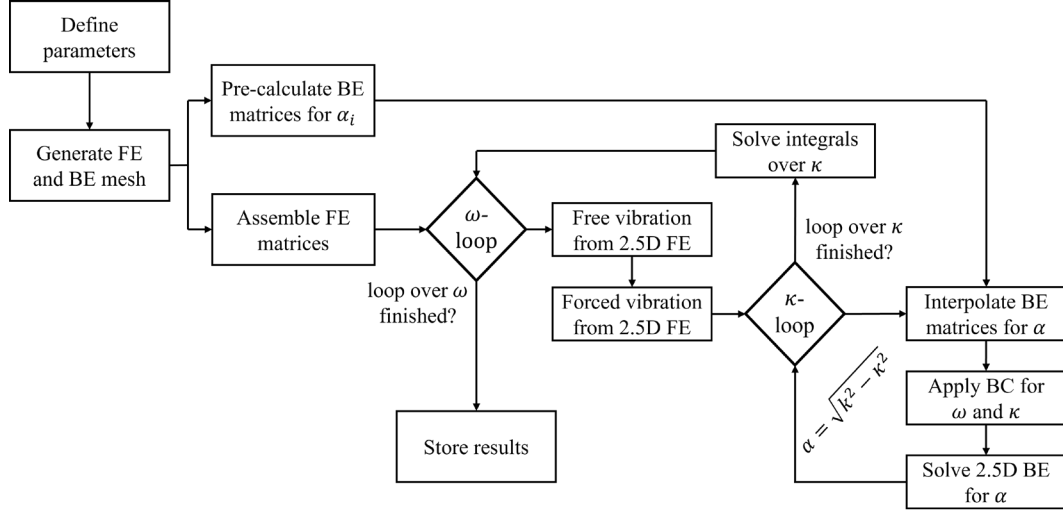 Define
parameters
Generate FE
and BE mesh
Pre-calculate BE
matrices for αᵢ
Assemble FE
matrices
ω-
loop
loop over ω
finished?
Store results
Free vibration
from 2.5D FE
Forced vibration
from 2.5D FE
κ-
loop
loop over κ
finished?
Solve integrals
over κ
Interpolate BE
matrices for α
Apply BC for
ω and κ
Solve 2.5D BE
for α
α = √(k² − κ²)